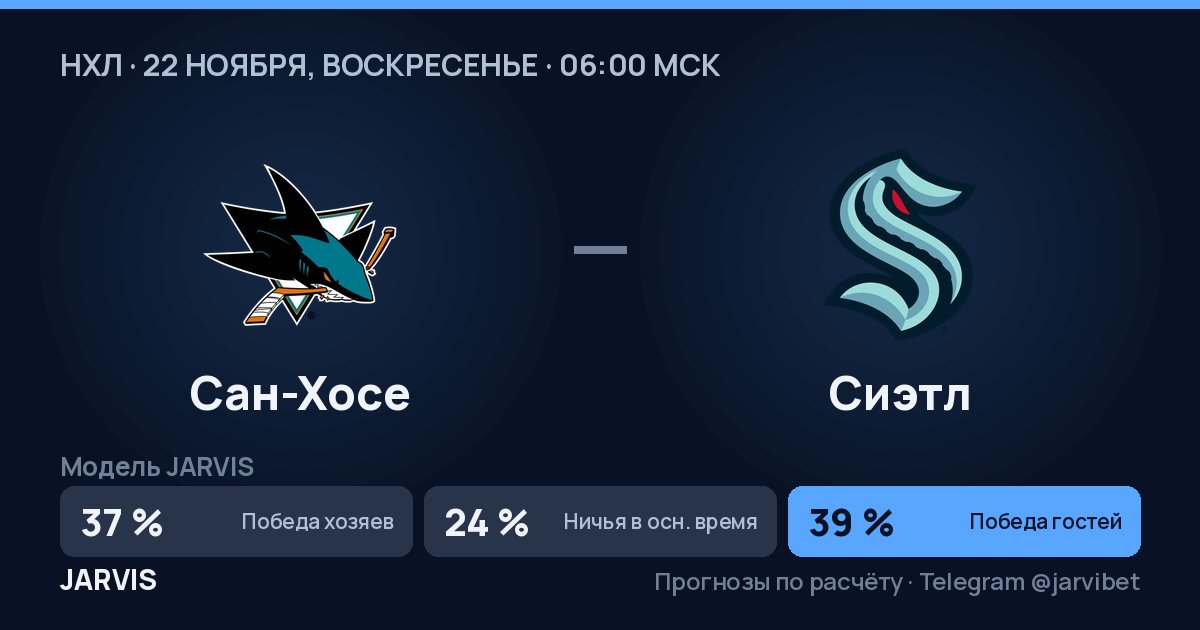 НХЛ · 22 НОЯБРЯ, ВОСКРЕСЕНЬЕ · 06:00 МСК
Сан-Хосе
Сиэтл
Модель JARVIS
37 % Победа хозяев
24 % Ничья в осн. время
39 % Победа гостей
JARVIS
Прогнозы по расчёту · Telegram @jarvibet